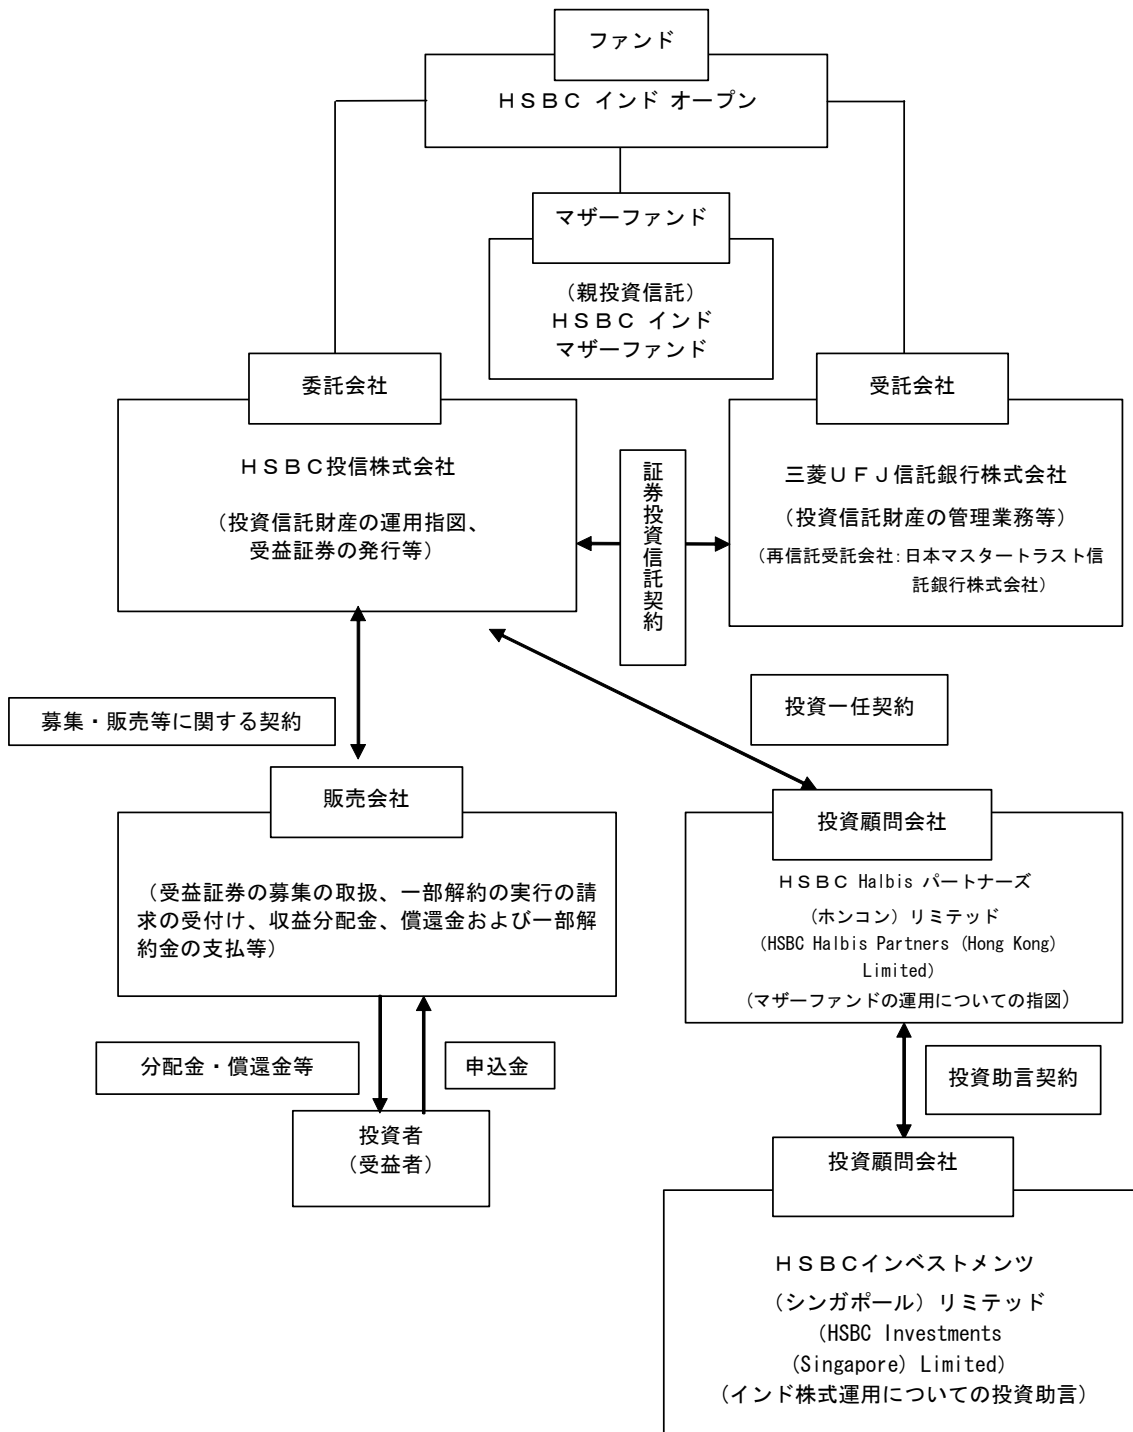 ファンド
ＨＳＢＣ インド オープン
マザーファンド
（親投資信託）
ＨＳＢＣ インド
マザーファンド
委託会社
ＨＳＢＣ投信株式会社
（投資信託財産の運用指図、
受益証券の発行等）
証券投資信託契約
受託会社
三菱ＵＦＪ信託銀行株式会社
（投資信託財産の管理業務等）
（再信託受託会社：日本マスタートラスト信
託銀行株式会社）
募集・販売等に関する契約
投資一任契約
販売会社
（受益証券の募集の取扱、一部解約の実行の請
求の受付け、収益分配金、償還金および一部解
約金の支払等）
投資顧問会社
ＨＳＢＣ Halbis パートナーズ
（ホンコン）リミテッド
(HSBC Halbis Partners (Hong Kong)
Limited)
（マザーファンドの運用についての指図）
分配金・償還金等
申込金
投資助言契約
投資者
（受益者）
投資顧問会社
ＨＳＢＣインベストメンツ
（シンガポール）リミテッド
(HSBC Investments
(Singapore) Limited)
（インド株式運用についての投資助言）